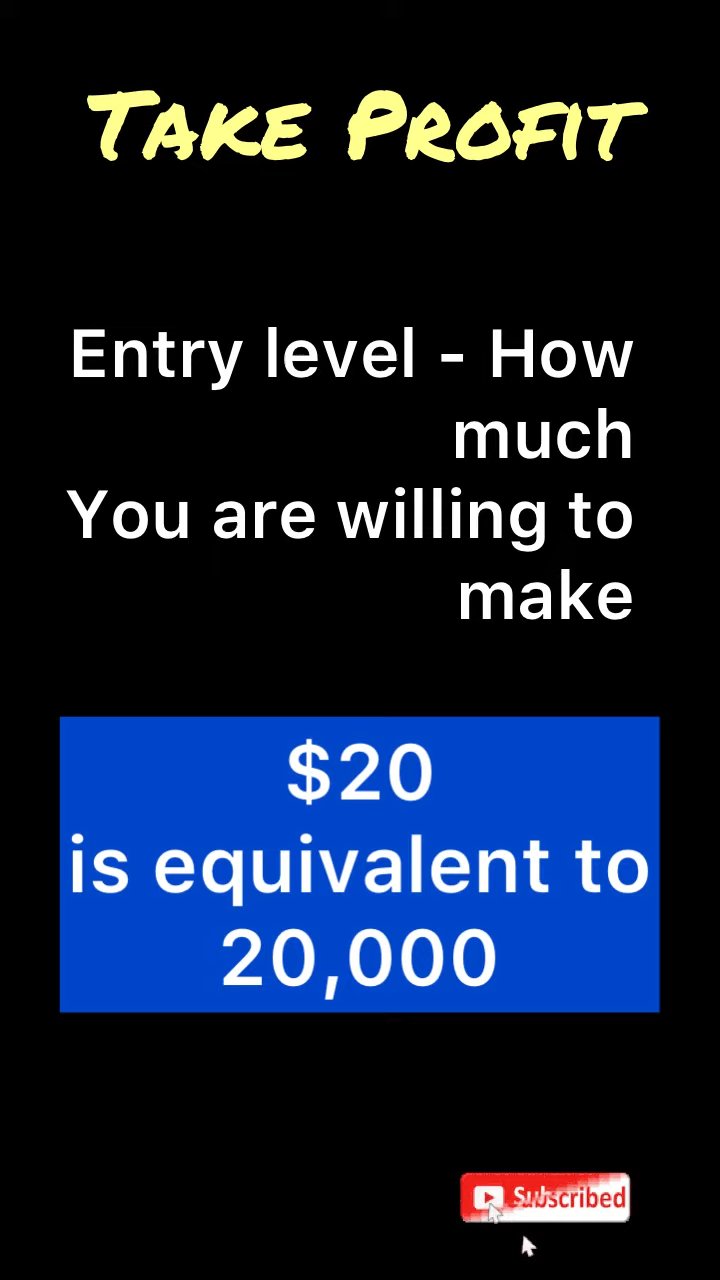 Take Profit
Entry level - How
much
You are willing to
make
$20
is equivalent to
20,000
Subscribed